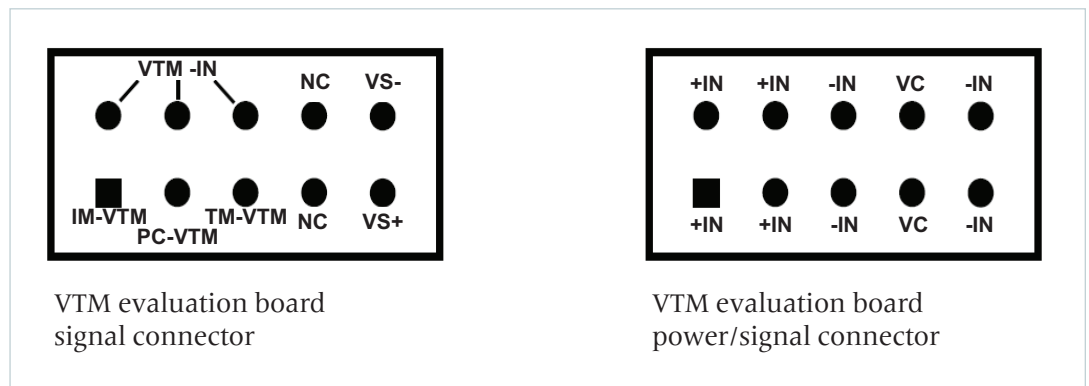 VTM -IN NC VS-
IM-VTM PC-VTM TM-VTM NC VS+
VTM evaluation board
signal connector
+IN +IN -IN VC -IN
+IN +IN -IN VC -IN
VTM evaluation board
power/signal connector